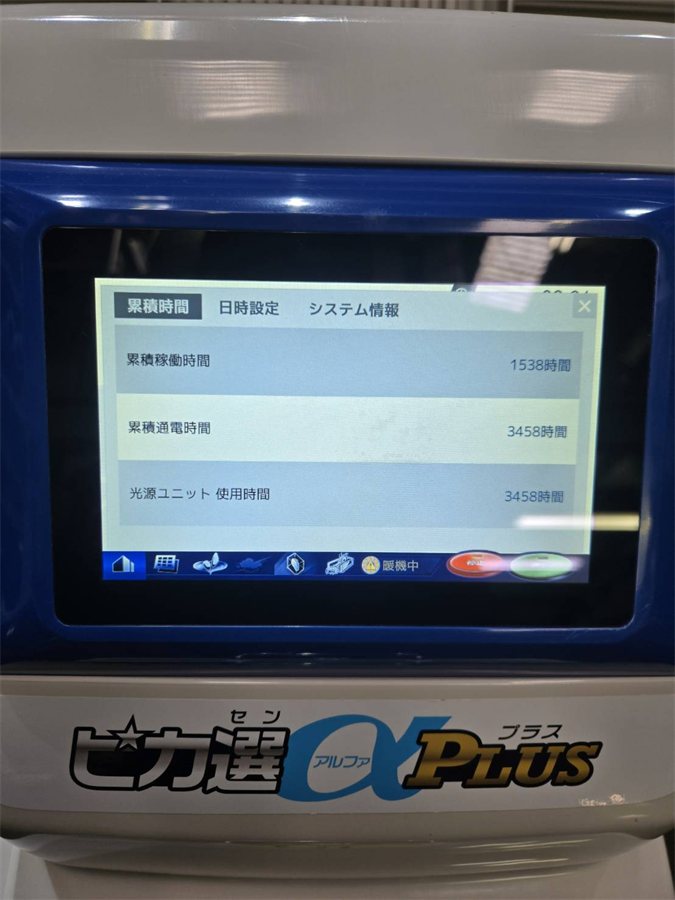 累積時間 日時設定 システム情報 ×
累積稼働時間 1538時間
累積通電時間 3458時間
光源ユニット 使用時間 3458時間
暖機中
セン
ピカ選
アルファ
α
プラス
PLUS